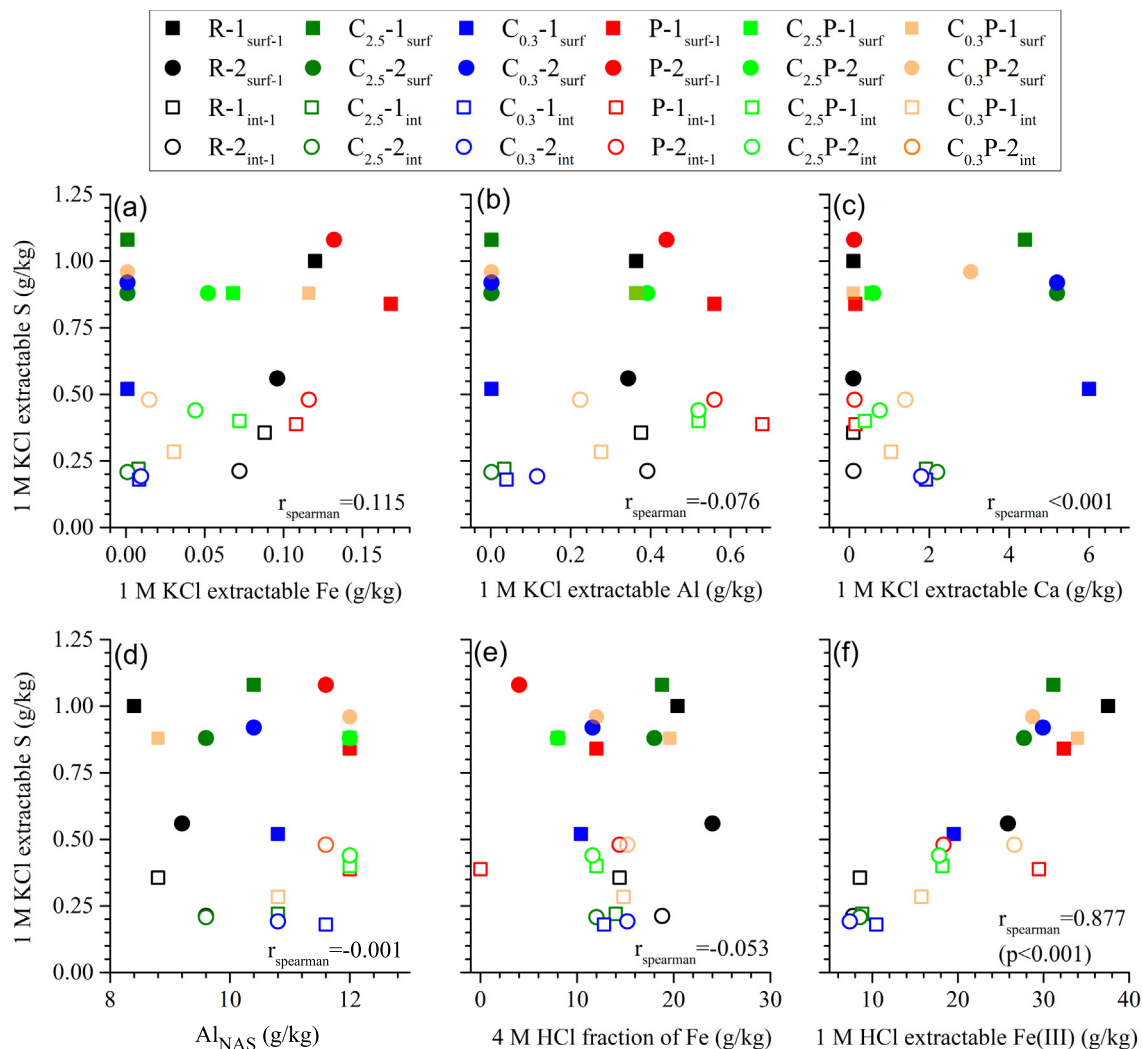 R-1surf-1 C2.5-1surf C0.3-1surf P-1surf-1 C2.5P-1surf C0.3P-1surf
R-2surf-1 C2.5-2surf C0.3-2surf P-2surf-1 C2.5P-2surf C0.3P-2surf
R-1int-1 C2.5-1int C0.3-1int P-1int-1 C2.5P-1int C0.3P-1int
R-2int-1 C2.5-2int C0.3-2int P-2int-1 C2.5P-2int C0.3P-2int
1 M KCl extractable S (g/kg)
1.25
1.00
0.75
0.50
0.25
0.00
(a)
rspearman=0.115
0.00 0.05 0.10 0.15
1 M KCl extractable Fe (g/kg)
(b)
rspearman=-0.076
0.0 0.2 0.4 0.6
1 M KCl extractable Al (g/kg)
(c)
rspearman<0.001
0 2 4 6
1 M KCl extractable Ca (g/kg)
1 M KCl extractable S (g/kg)
1.25
1.00
0.75
0.50
0.25
0.00
(d)
rspearman=-0.001
8 10 12
AlNAS (g/kg)
(e)
rspearman=-0.053
0 10 20 30
4 M HCl fraction of Fe (g/kg)
(f)
rspearman=0.877
(p<0.001)
10 20 30 40
1 M HCl extractable Fe(III) (g/kg)